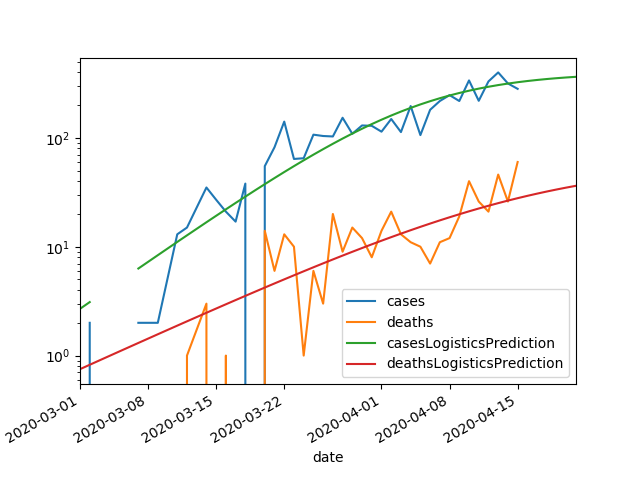 10²
10¹
10⁰
cases
deaths
casesLogisticsPrediction
deathsLogisticsPrediction
2020-03-01
2020-03-08
2020-03-15
2020-03-22
2020-04-01
2020-04-08
2020-04-15
date